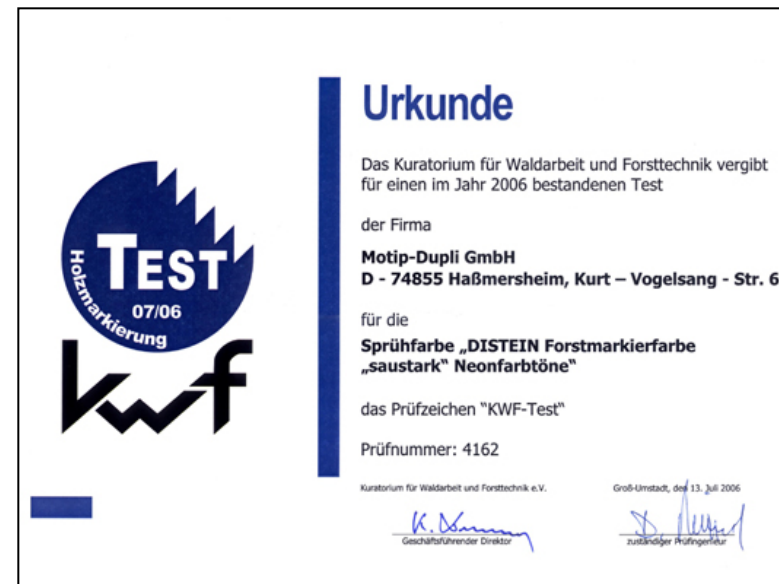 Urkunde
Das Kuratorium für Waldarbeit und Forsttechnik vergibt
für einen im Jahr 2006 bestandenen Test
der Firma
Motip-Dupli GmbH
D - 74855 Haßmersheim, Kurt – Vogelsang - Str. 6
für die
Sprühfarbe „DISTEIN Forstmarkierfarbe
„saustark“ Neonfarbtöne“
das Prüfzeichen “KWF-Test“
Prüfnummer: 4162
Kuratorium für Waldarbeit und Forsttechnik e.V.
Groß-Umstadt, den 13. Juli 2006
Geschäftsführender Direktor
zuständiger Prüfingenieur
TEST
07/06
Holzmarkierung
kwf